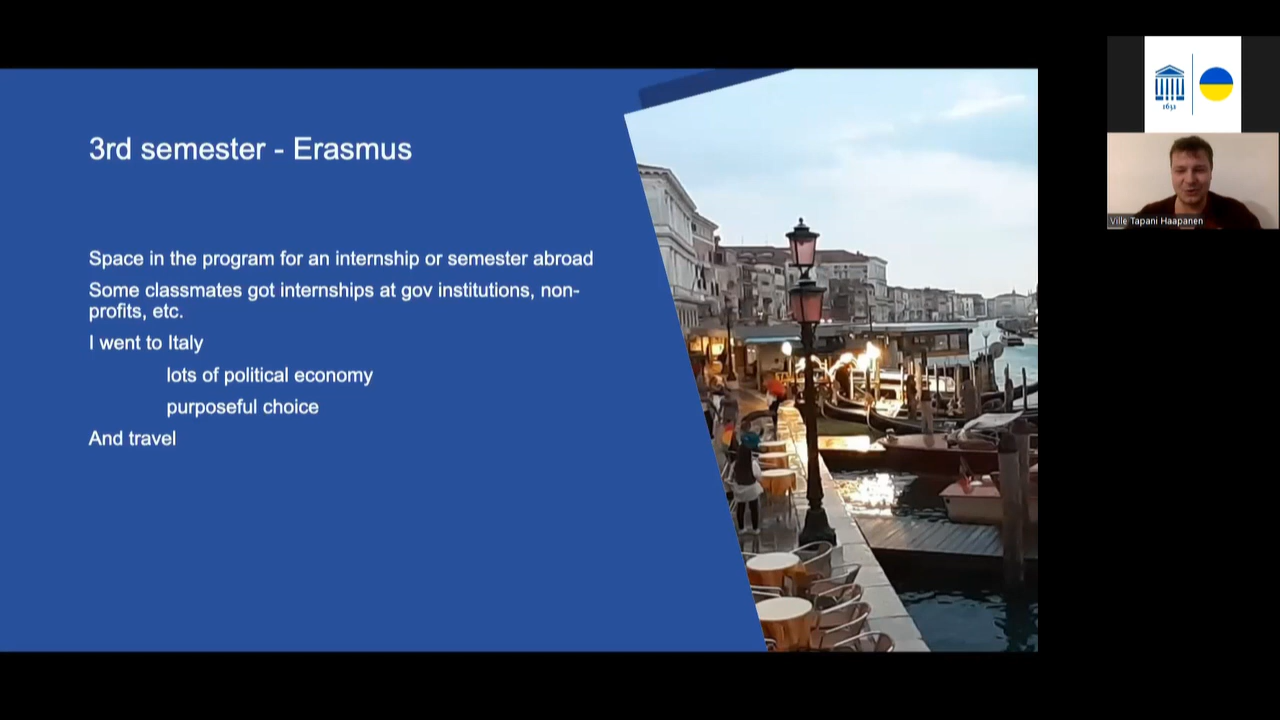 3rd semester - Erasmus
Space in the program for an internship or semester abroad
Some classmates got internships at gov institutions, non-
profits, etc.
I went to Italy
lots of political economy
purposeful choice
And travel
1632
Ville Tapani Haapanen